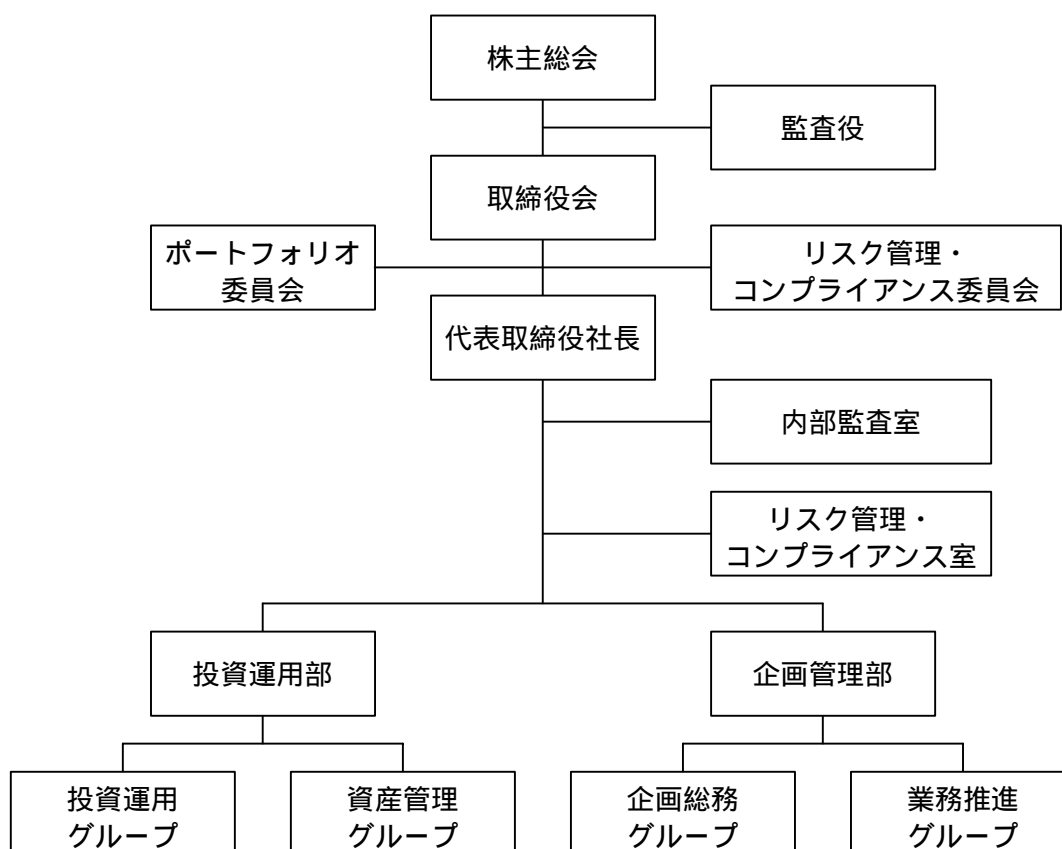 株主総会
監査役
取締役会
ポートフォリオ
委員会
リスク管理・
コンプライアンス委員会
代表取締役社長
内部監査室
リスク管理・
コンプライアンス室
投資運用部
企画管理部
投資運用
グループ
資産管理
グループ
企画総務
グループ
業務推進
グループ